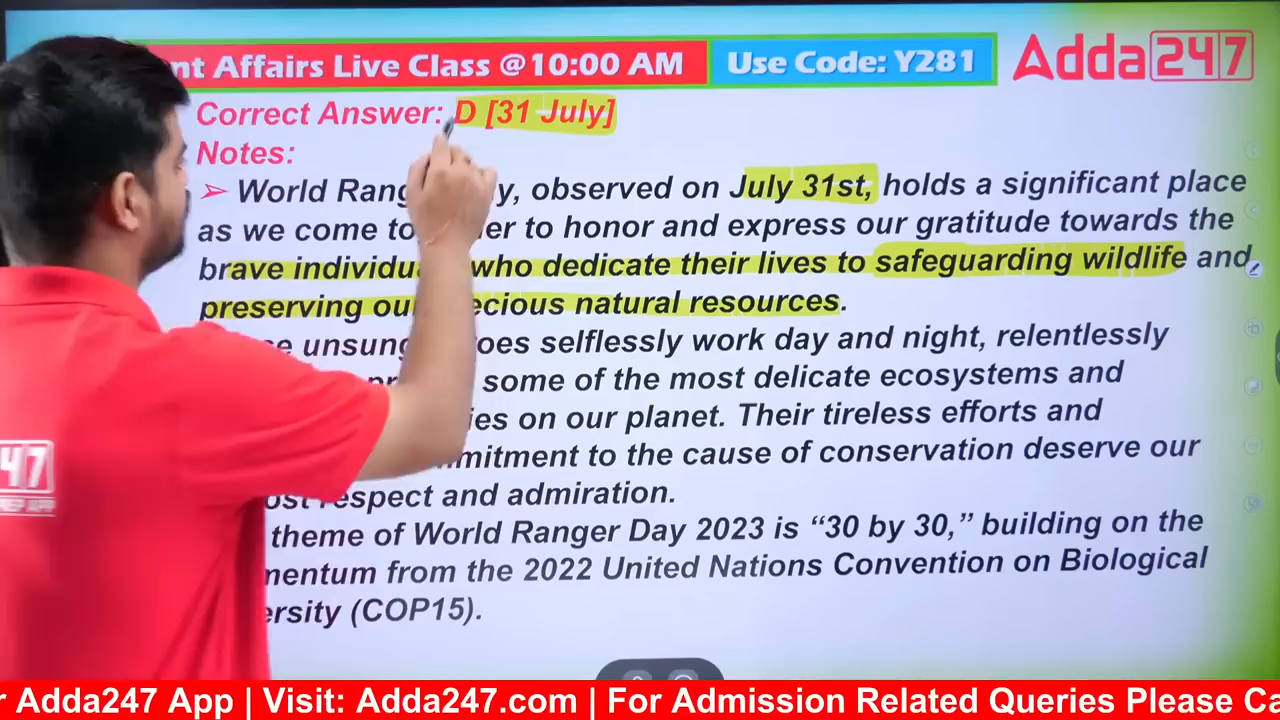 nt Affairs Live Class @10:00 AM Use Code: Y281 Adda247
Correct Answer: D [31 July]
Notes:
➢ World Rang y, observed on July 31st, holds a significant place
as we come to er to honor and express our gratitude towards the
brave individu who dedicate their lives to safeguarding wildlife and
preserving ou ecious natural resources.
e unsung oes selflessly work day and night, relentlessly
pr some of the most delicate ecosystems and
ies on our planet. Their tireless efforts and
mitment to the cause of conservation deserve our
ost respect and admiration.
theme of World Ranger Day 2023 is “30 by 30,” building on the
mentum from the 2022 United Nations Convention on Biological
ersity (COP15).
47
PREP APP
r Adda247 App | Visit: Adda247.com | For Admission Related Queries Please Ca